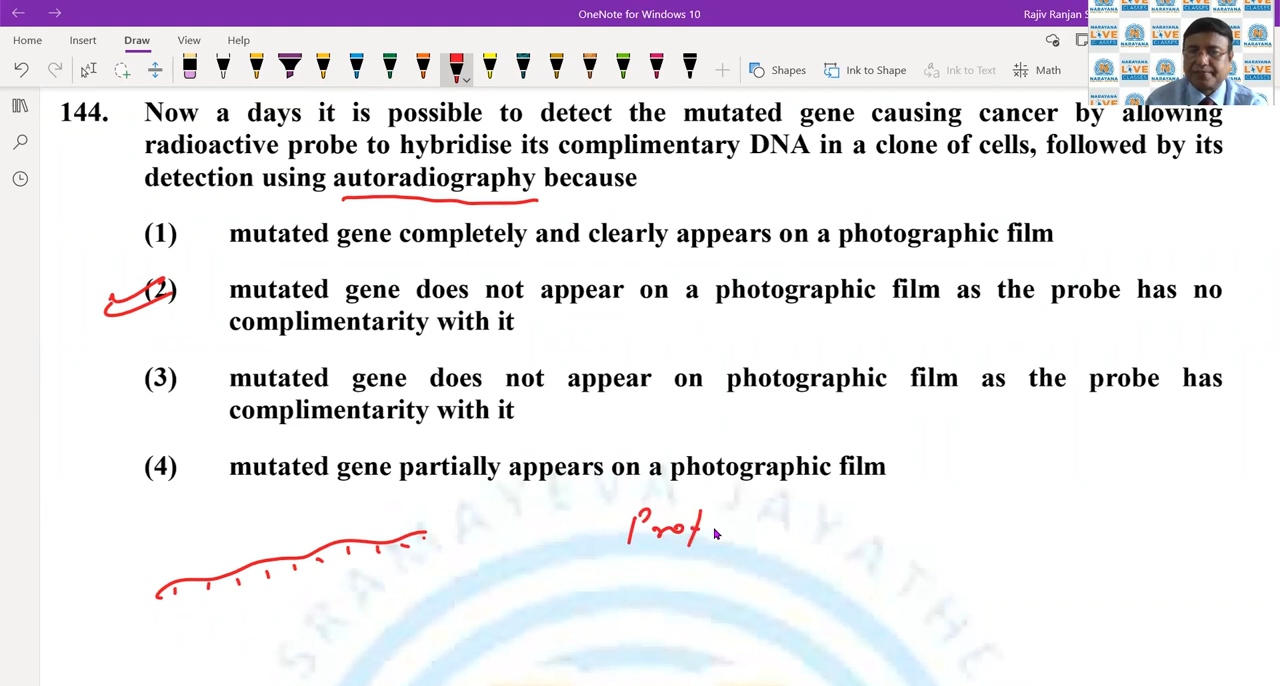 OneNote for Windows 10
Rajiv Ranjan S
Home Insert Draw View Help
Shapes Ink to Shape Ink to Text Math
NARAYANA LIVE CLASSES
144. Now a days it is possible to detect the mutated gene causing cancer by allowing
radioactive probe to hybridise its complimentary DNA in a clone of cells, followed by its
detection using autoradiography because
(1) mutated gene completely and clearly appears on a photographic film
(2) mutated gene does not appear on a photographic film as the probe has no
complimentarity with it
(3) mutated gene does not appear on photographic film as the probe has
complimentarity with it
(4) mutated gene partially appears on a photographic film
SRAMAYEVA JAYATHE